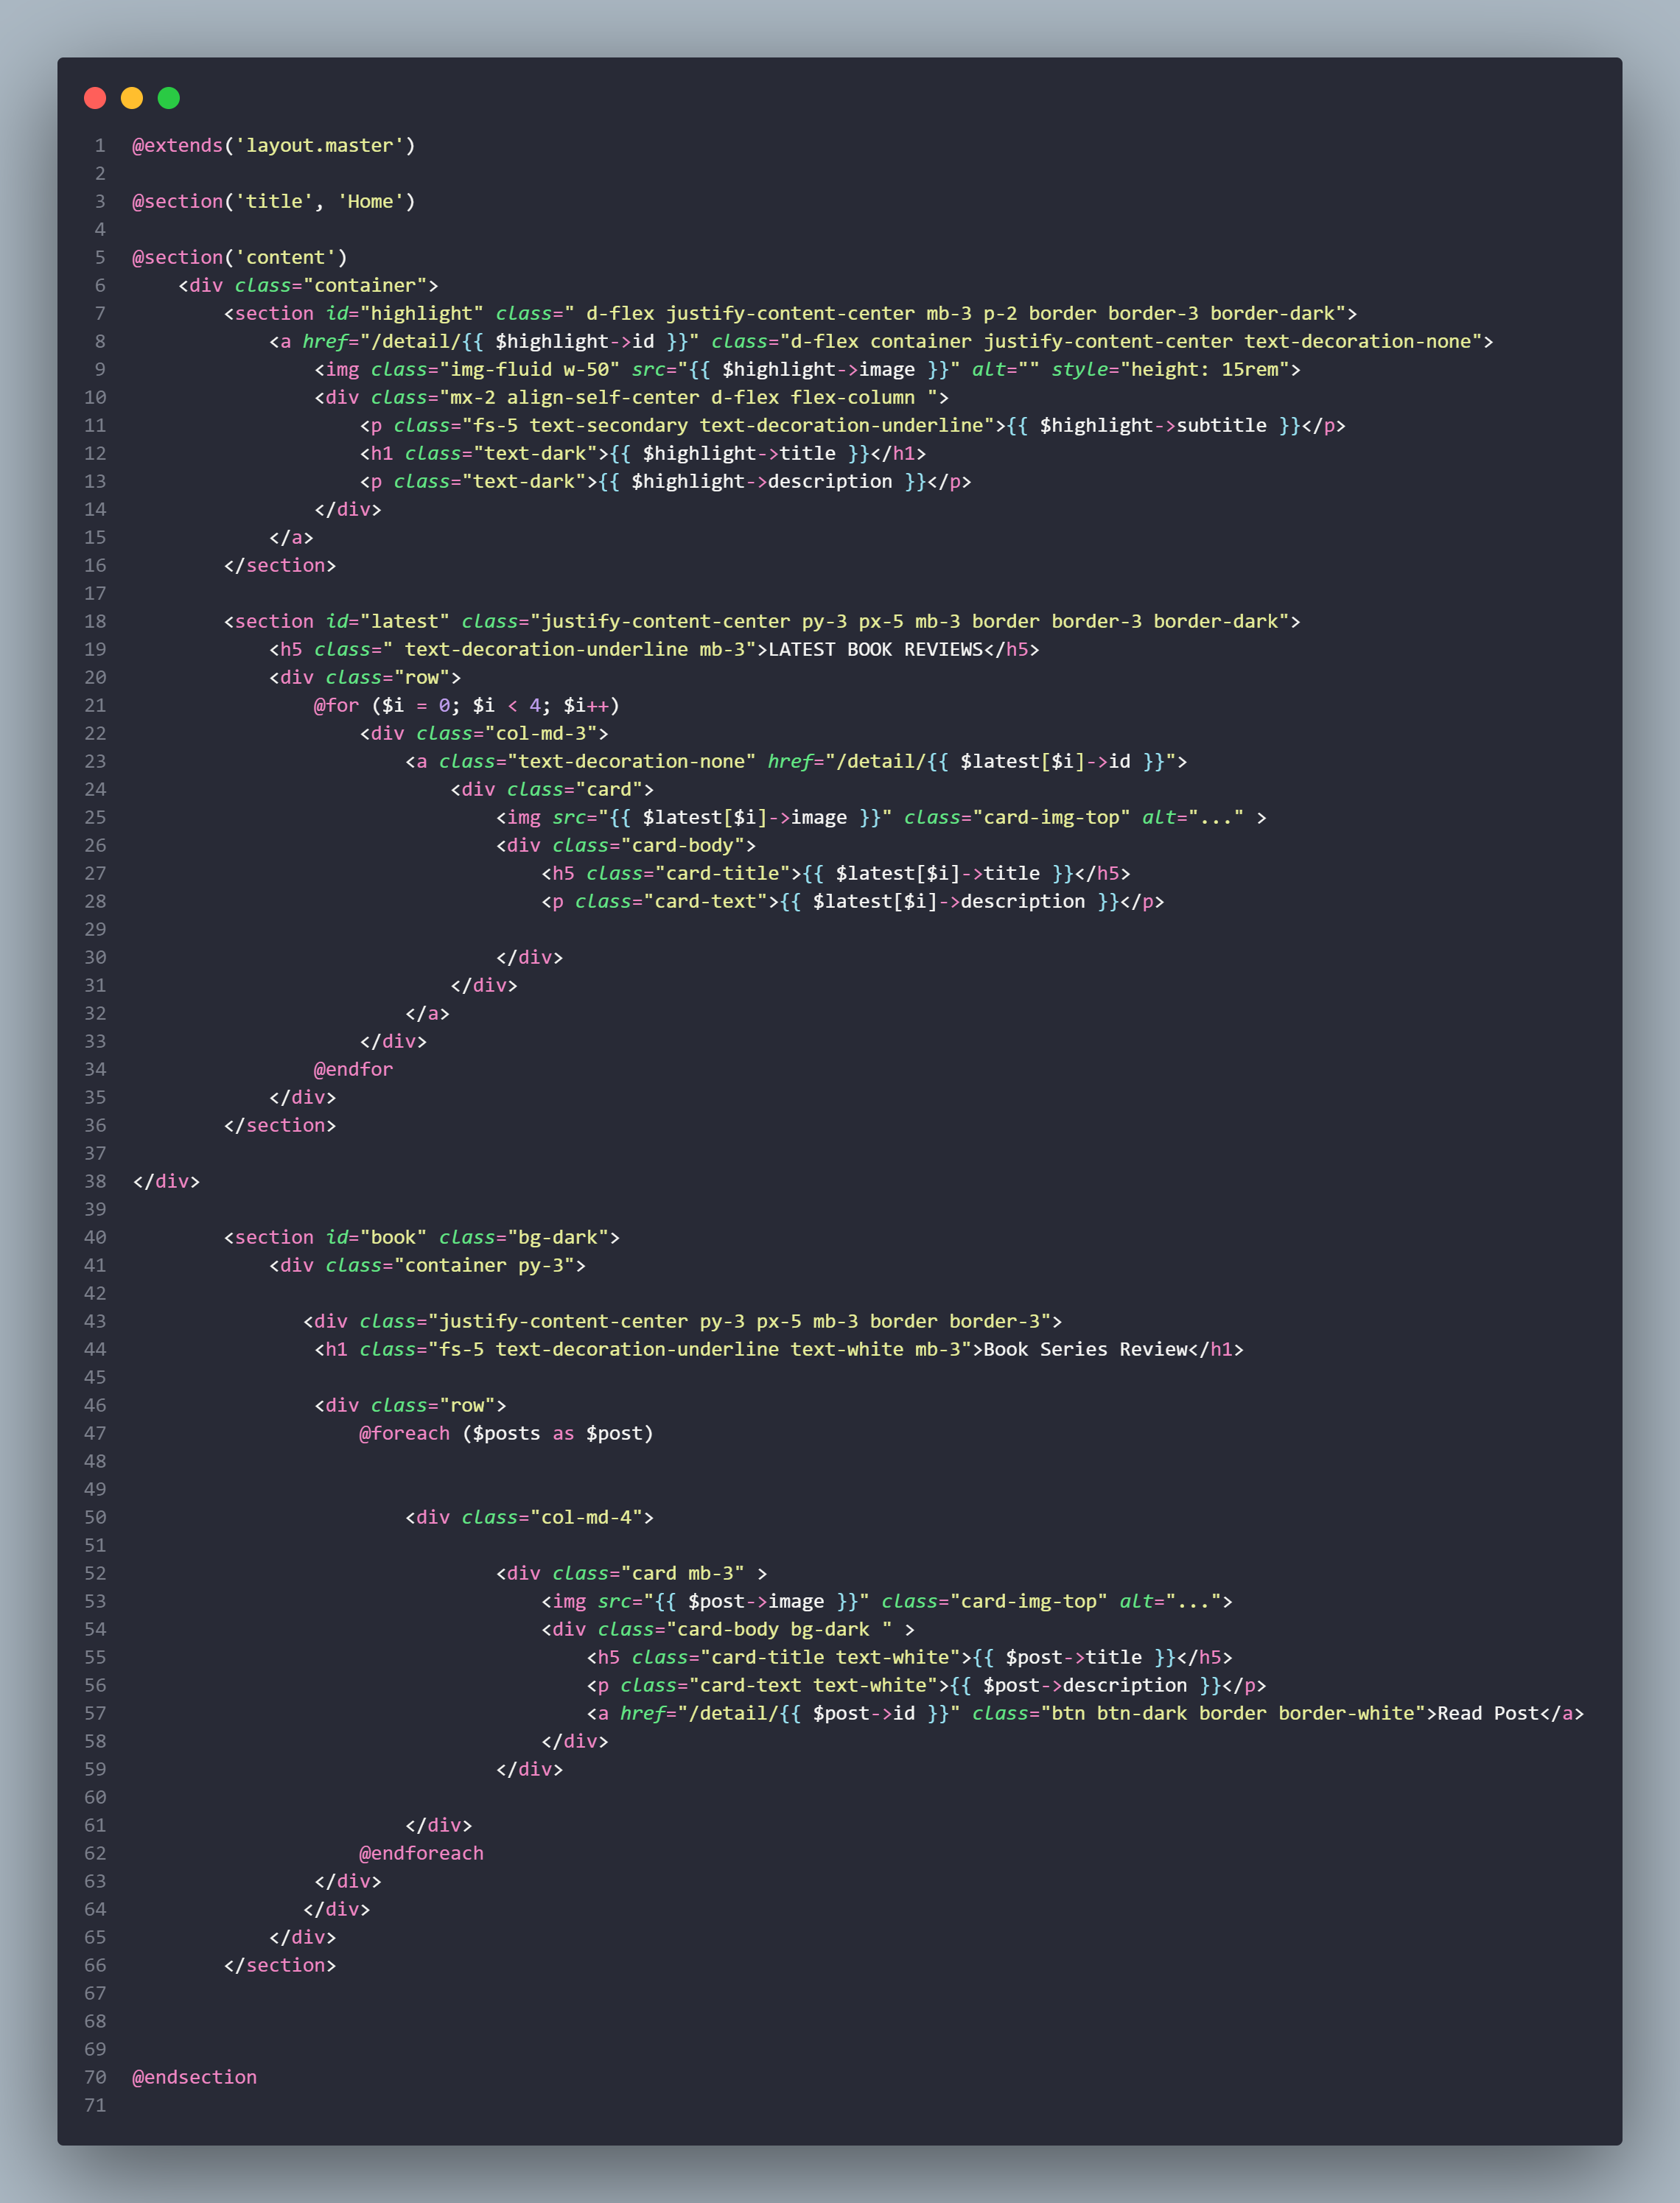 1 @extends('layout.master')
2
3 @section('title', 'Home')
4
5 @section('content')
6     <div class="container">
7         <section id="highlight" class=" d-flex justify-content-center mb-3 p-2 border border-3 border-dark">
8             <a href="/detail/{{ $highlight->id }}" class="d-flex container justify-content-center text-decoration-none">
9                 <img class="img-fluid w-50" src="{{ $highlight->image }}" alt="" style="height: 15rem">
10                 <div class="mx-2 align-self-center d-flex flex-column ">
11                     <p class="fs-5 text-secondary text-decoration-underline">{{ $highlight->subtitle }}</p>
12                     <h1 class="text-dark">{{ $highlight->title }}</h1>
13                     <p class="text-dark">{{ $highlight->description }}</p>
14                 </div>
15             </a>
16         </section>
17
18         <section id="latest" class="justify-content-center py-3 px-5 mb-3 border border-3 border-dark">
19             <h5 class=" text-decoration-underline mb-3">LATEST BOOK REVIEWS</h5>
20             <div class="row">
21                 @for ($i = 0; $i < 4; $i++)
22                     <div class="col-md-3">
23                         <a class="text-decoration-none" href="/detail/{{ $latest[$i]->id }}">
24                             <div class="card">
25                                 <img src="{{ $latest[$i]->image }}" class="card-img-top" alt="..." >
26                                 <div class="card-body">
27                                     <h5 class="card-title">{{ $latest[$i]->title }}</h5>
28                                     <p class="card-text">{{ $latest[$i]->description }}</p>
29
30                                 </div>
31                             </div>
32                         </a>
33                     </div>
34                 @endfor
35             </div>
36         </section>
37
38 </div>
39
40         <section id="book" class="bg-dark">
41             <div class="container py-3">
42
43                <div class="justify-content-center py-3 px-5 mb-3 border border-3">
44                 <h1 class="fs-5 text-decoration-underline text-white mb-3">Book Series Review</h1>
45
46                 <div class="row">
47                     @foreach ($posts as $post)
48
49
50                         <div class="col-md-4">
51
52                                 <div class="card mb-3" >
53                                     <img src="{{ $post->image }}" class="card-img-top" alt="...">
54                                     <div class="card-body bg-dark " >
55                                         <h5 class="card-title text-white">{{ $post->title }}</h5>
56                                         <p class="card-text text-white">{{ $post->description }}</p>
57                                         <a href="/detail/{{ $post->id }}" class="btn btn-dark border border-white">Read Post</a>
58                                     </div>
59                                 </div>
60
61                         </div>
62                     @endforeach
63                 </div>
64                </div>
65             </div>
66         </section>
67
68
69
70 @endsection
71